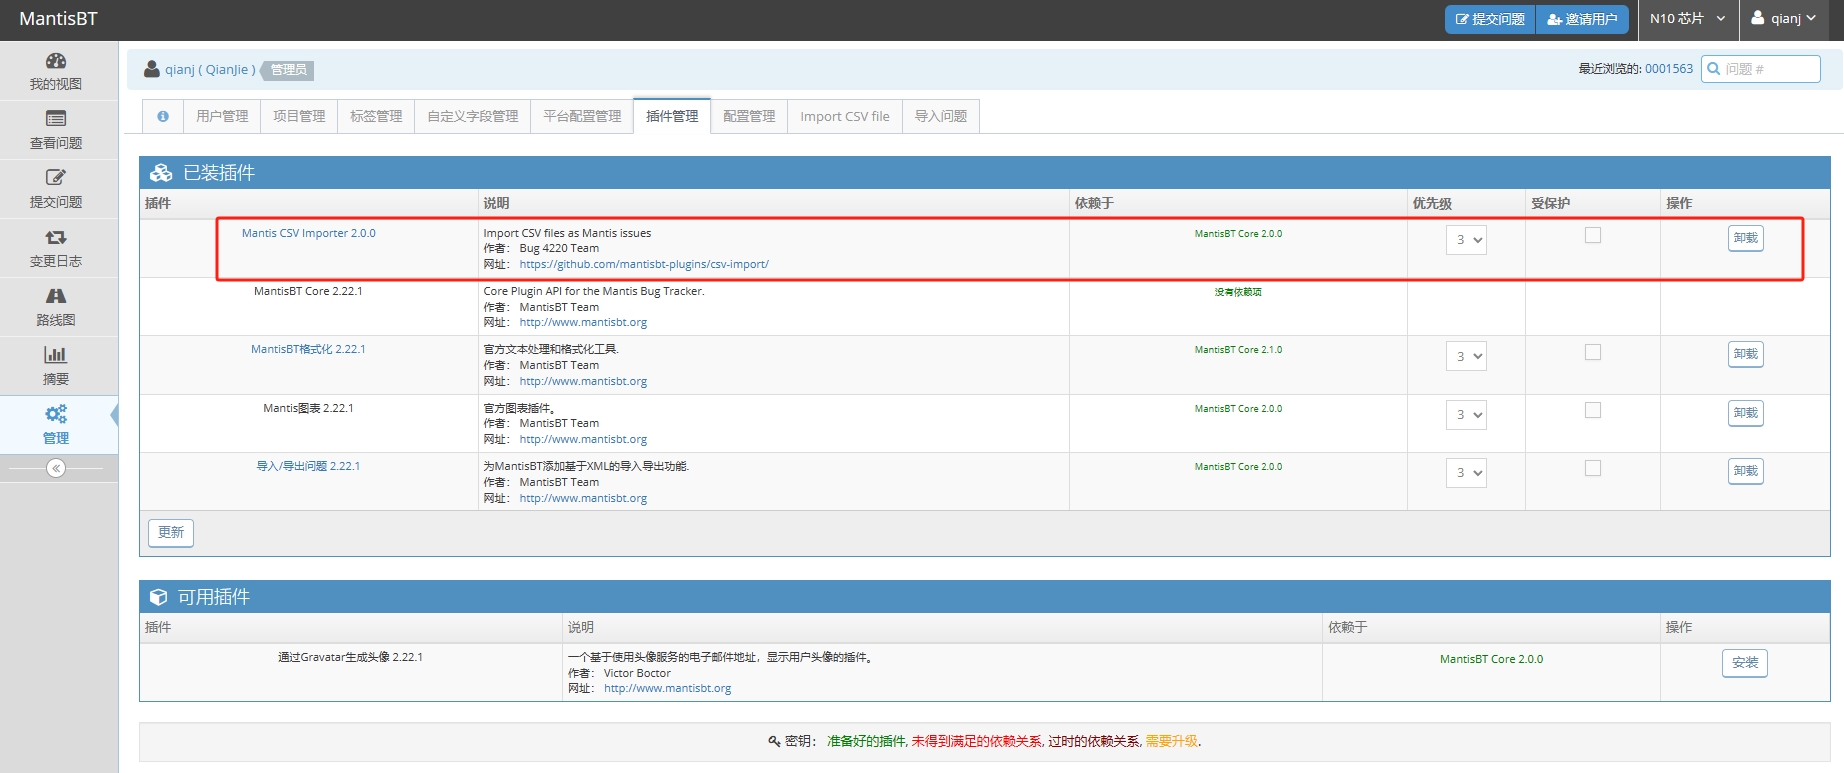 MantisBT
提交问题 邀请用户 N10 芯片 qianj
我的视图
查看问题
提交问题
变更日志
路线图
摘要
管理
qianj ( QianJie ) 管理员
最近浏览的: 0001563 问题 #
用户管理 项目管理 标签管理 自定义字段管理 平台配置管理 插件管理 配置管理 Import CSV file 导入问题
已装插件
插件 说明 依赖于 优先级 受保护 操作
Mantis CSV Importer 2.0.0
Import CSV files as Mantis issues
作者： Bug 4220 Team
网址： https://github.com/mantisbt-plugins/csv-import/
MantisBT Core 2.0.0
3
卸载
MantisBT Core 2.22.1
Core Plugin API for the Mantis Bug Tracker.
作者： MantisBT Team
网址： http://www.mantisbt.org
没有依赖项
MantisBT格式化 2.22.1
官方文本处理和格式化工具.
作者： MantisBT Team
网址： http://www.mantisbt.org
MantisBT Core 2.1.0
3
卸载
Mantis图表 2.22.1
官方图表插件。
作者： MantisBT Team
网址： http://www.mantisbt.org
MantisBT Core 2.0.0
3
卸载
导入/导出问题 2.22.1
为MantisBT添加基于XML的导入导出功能.
作者： MantisBT Team
网址： http://www.mantisbt.org
MantisBT Core 2.0.0
3
卸载
更新
可用插件
插件 说明 依赖于 操作
通过Gravatar生成头像 2.22.1
一个基于使用头像服务的电子邮件地址，显示用户头像的插件。
作者： Victor Boctor
网址： http://www.mantisbt.org
MantisBT Core 2.0.0
安装
密钥： 准备好的插件, 未得到满足的依赖关系, 过时的依赖关系, 需要升级.